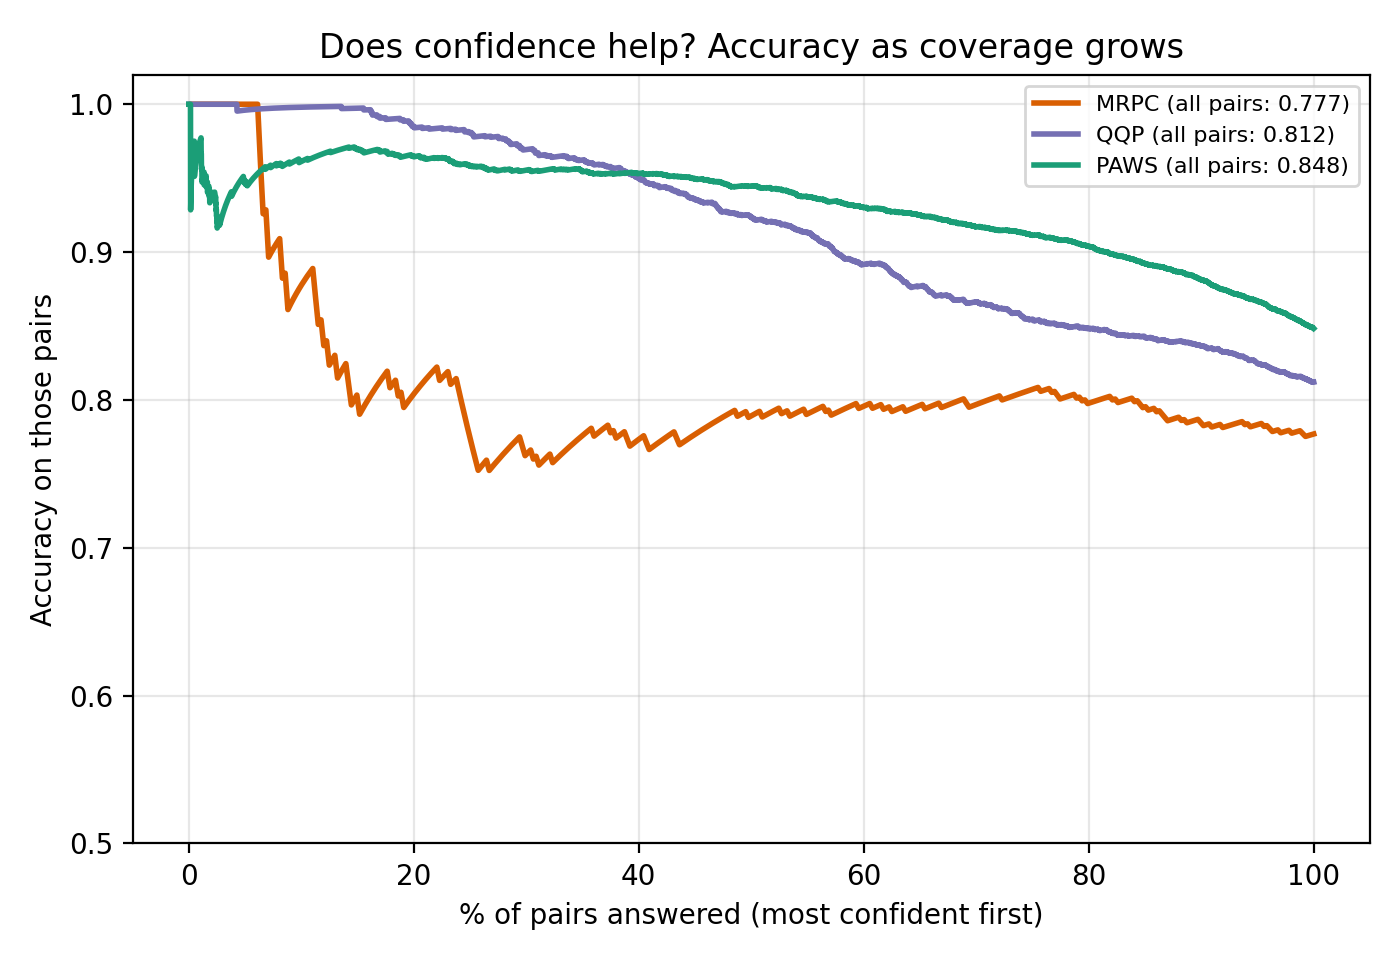 Does confidence help? Accuracy as coverage grows
MRPC (all pairs: 0.777)
QQP (all pairs: 0.812)
PAWS (all pairs: 0.848)
Accuracy on those pairs
1.0
0.9
0.8
0.7
0.6
0.5
0
20
40
60
80
100
% of pairs answered (most confident first)